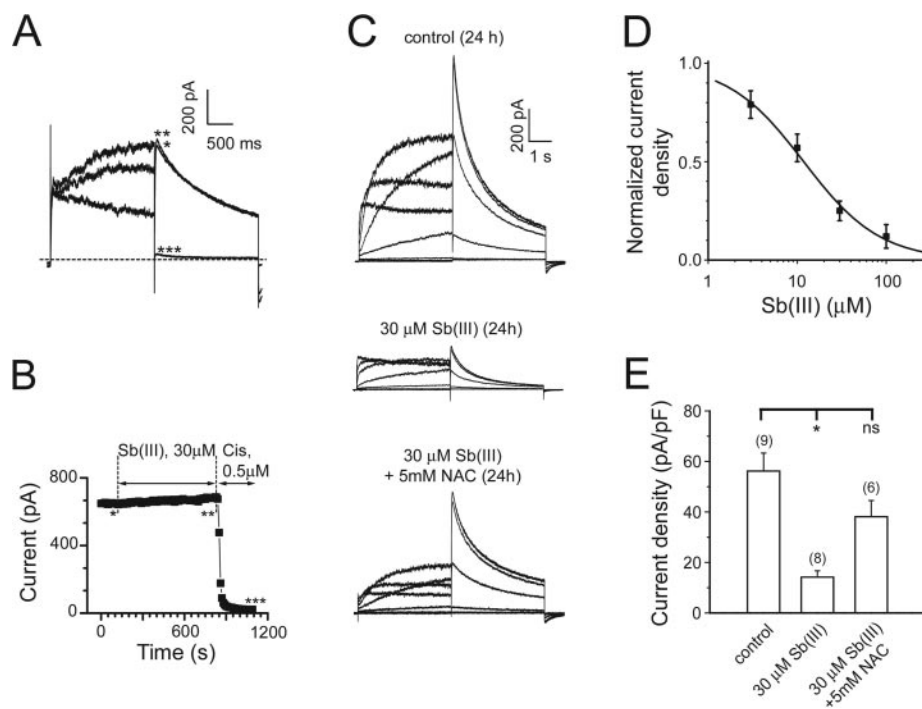 A
200 pA
500 ms
**
*
***
B
Sb(III), 30μM Cis,
0.5μM
800
400
0
Current (pA)
*
**
***
0 600 1200
Time (s)
C
control (24 h)
200 pA
1 s
30 μM Sb(III) (24h)
30 μM Sb(III)
+ 5mM NAC (24h)
D
Normalized current
density
1.0
0.5
0.0
1 10 100
Sb(III) (μM)
E
Current density (pA/pF)
80
60
40
20
0
* ns
(9)
(8)
(6)
control
30 μM Sb(III)
30 μM Sb(III)
+5mM NAC